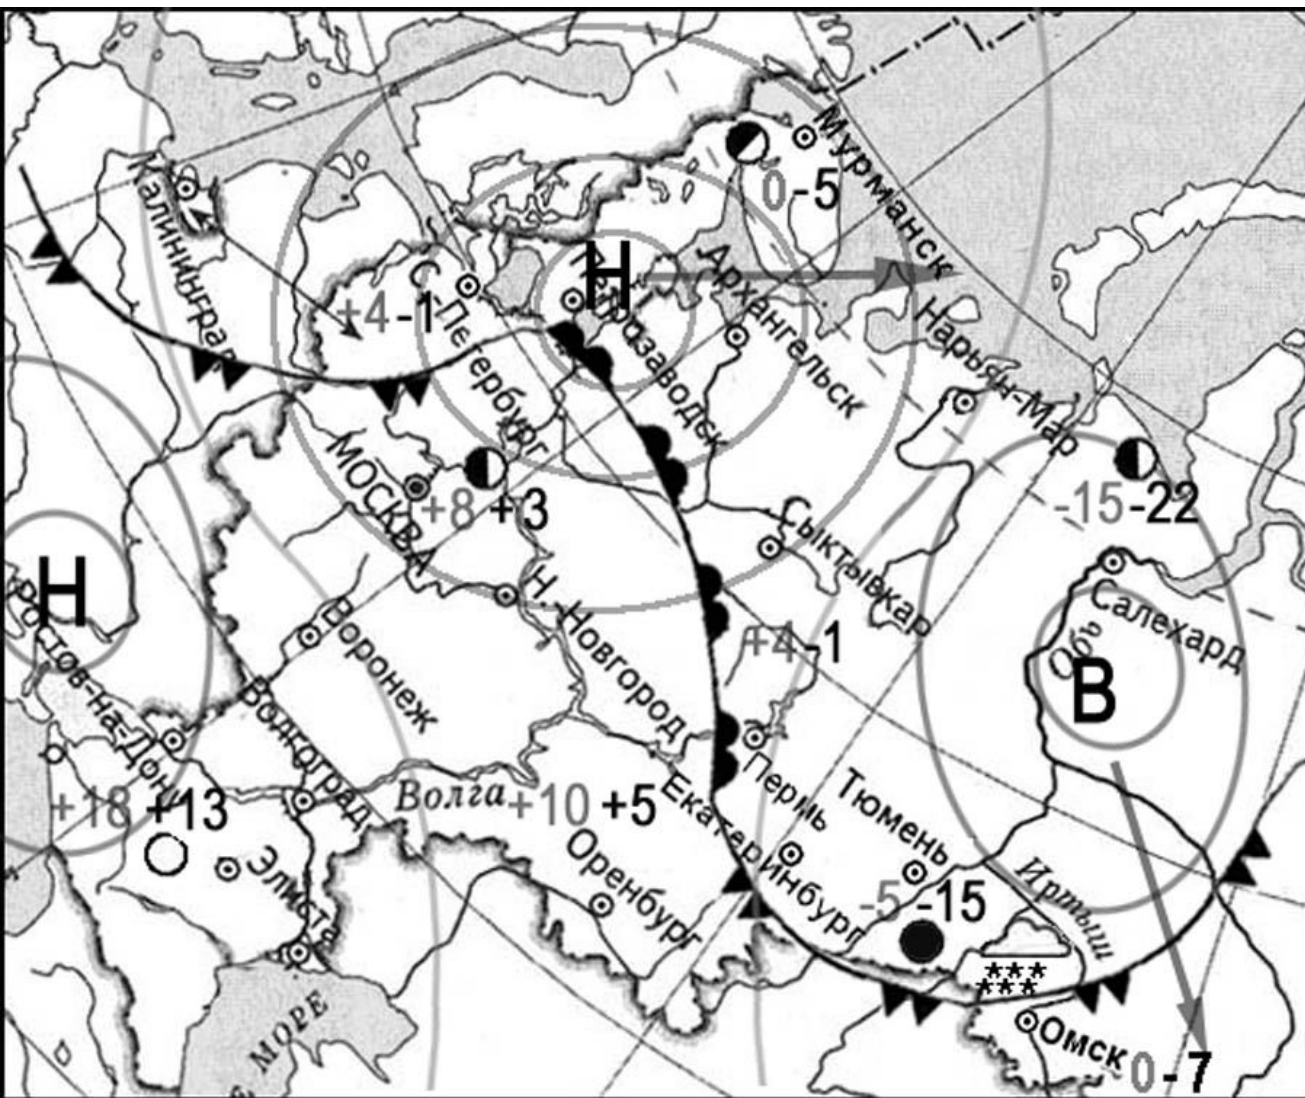 Мурманск
0-5
Калининград
Н
С.-Петербург
+4-1
Петрозаводск
Архангельск
Нарьян-Мар
МОСКВА
+8+3
-15-22
Сыктывкар
Салехард
Обь
В
Н
Н.-Новгород
+4-1
Воронеж
Ростов-на-Дону
Волгоград
Пермь
Тюмень
Екатеринбург
Волга
+10+5
+18+13
Оренбург
Элиста
-5-15
Иртыш
***
***
МОРЕ
Омск
0-7